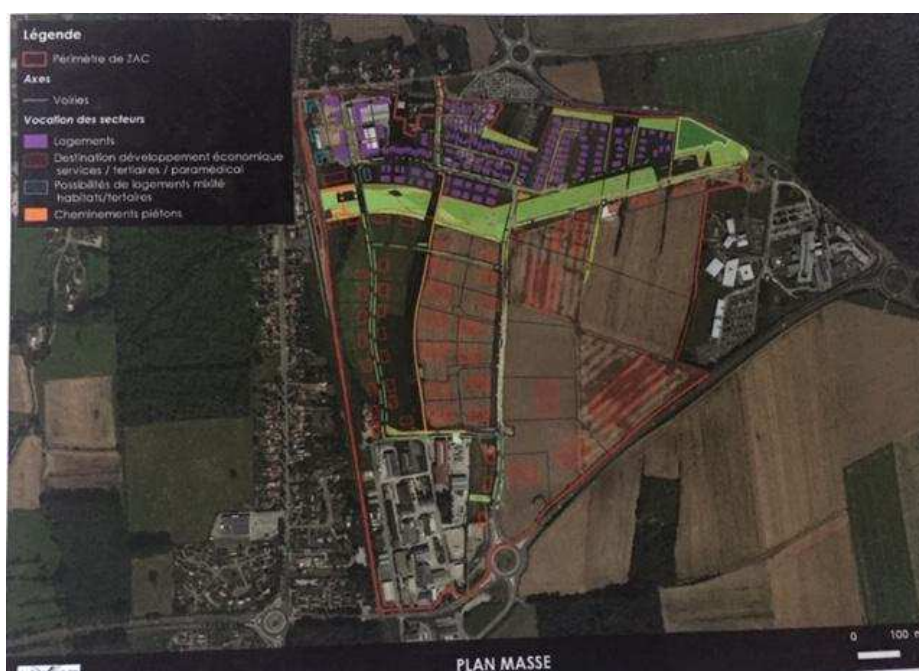 Légende
Périmètre de ZAC
Axes
Voiries
Vocation des secteurs
Logements
Destination développement économique
services / tertiaires / paramédical
Possibilités de logements mixité
habitats/tertiaires
Cheminements piétons
PLAN MASSE
0 100 m